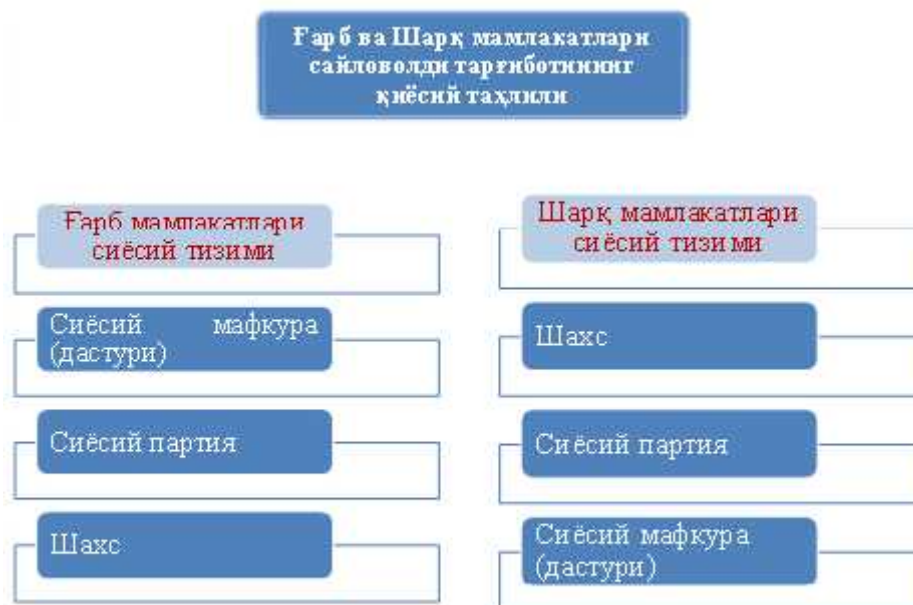 Ғарб ва Шарқ мамлакатлари
сайловолди тарғиботининг
қиёсий таҳлили
Ғарб мамлакатлари
сиёсий тизими
Сиёсий мафкура
(дастури)
Сиёсий партия
Шахс
Шарқ мамлакатлари
сиёсий тизими
Шахс
Сиёсий партия
Сиёсий мафкура
(дастури)